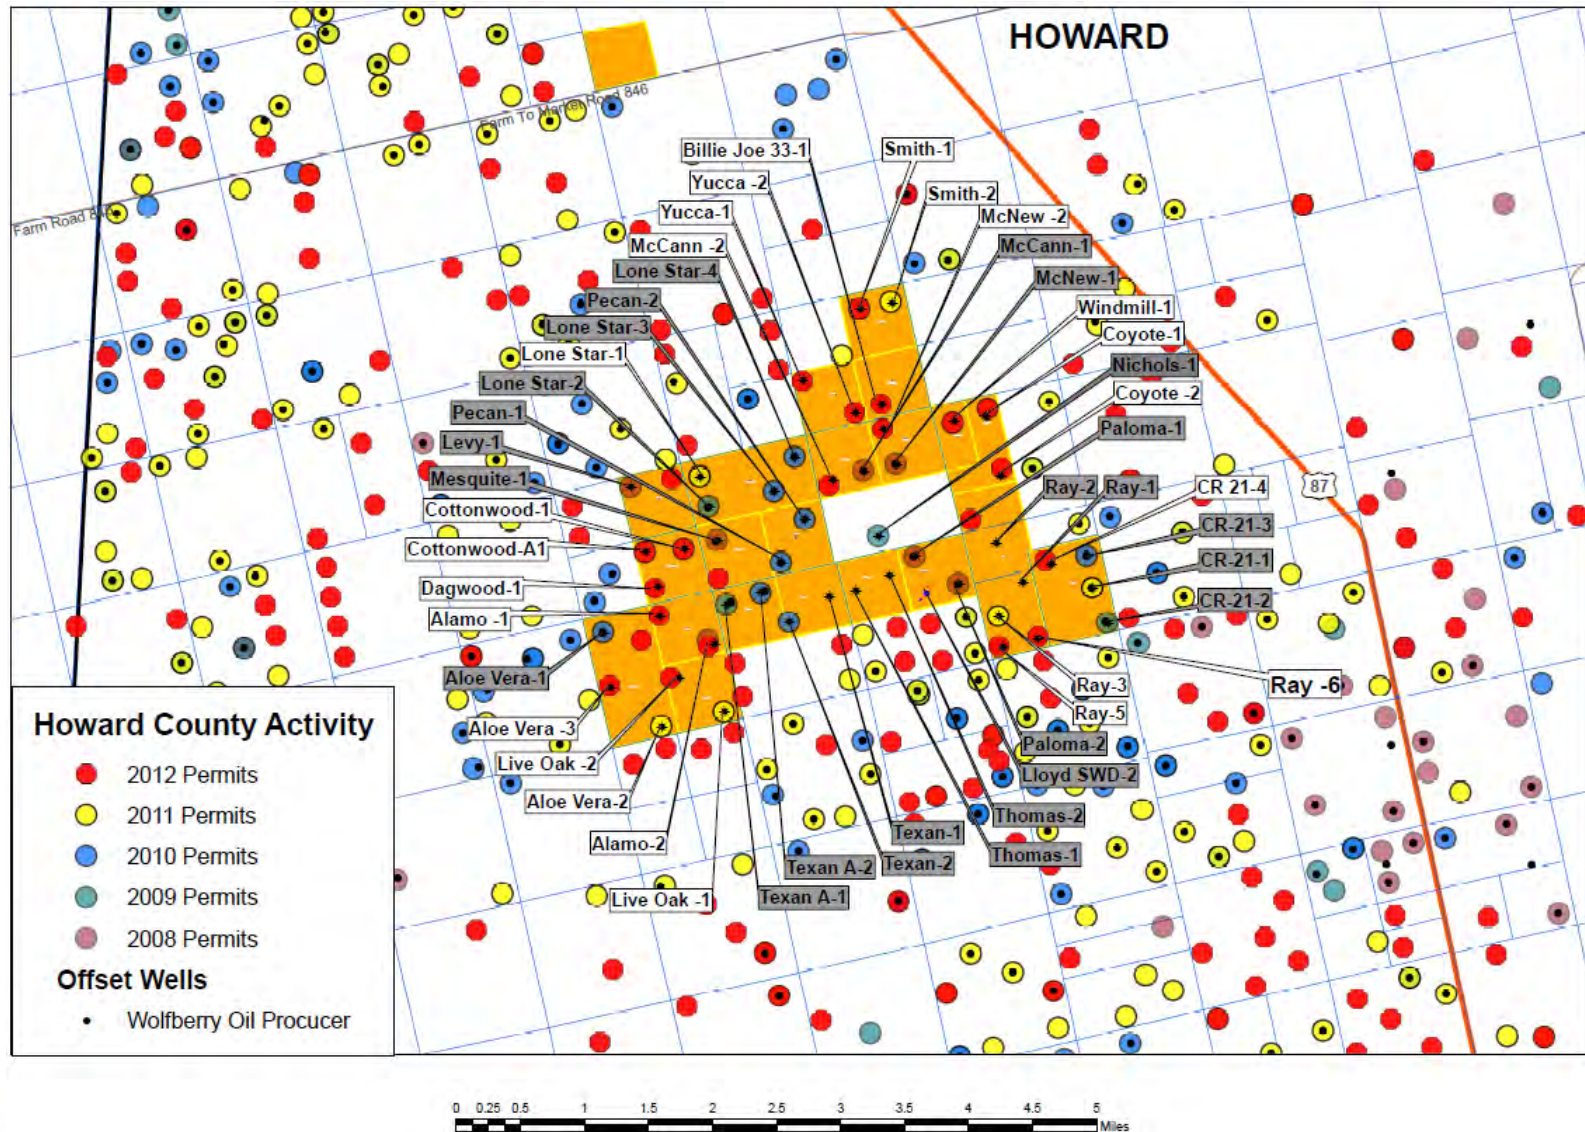 HOWARD
Farm To Market Road 846
Farm Road 846
Billie Joe 33-1
Smith-1
Yucca -2
Smith-2
Yucca-1
McNew -2
McCann -2
McCann-1
Lone Star-4
McNew-1
Pecan-2
Windmill-1
Lone Star-3
Coyote-1
Lone Star-1
Nichols-1
Lone Star-2
Coyote -2
Pecan-1
Paloma-1
Levy-1
Mesquite-1
Ray-2
Ray-1
CR 21-4
87
Cottonwood-1
CR-21-3
Cottonwood-A1
CR-21-1
Dagwood-1
CR-21-2
Alamo -1
Aloe Vera-1
Ray-3
Ray -6
Aloe Vera -3
Ray-5
Live Oak -2
Paloma-2
Lloyd SWD-2
Aloe Vera-2
Thomas-2
Alamo-2
Texan-1
Thomas-1
Texan A-2
Texan-2
Live Oak -1
Texan A-1
Howard County Activity
2012 Permits
2011 Permits
2010 Permits
2009 Permits
2008 Permits
Offset Wells
Wolfberry Oil Procucer
0 0.25 0.5 1 1.5 2 2.5 3 3.5 4 4.5 5
Miles